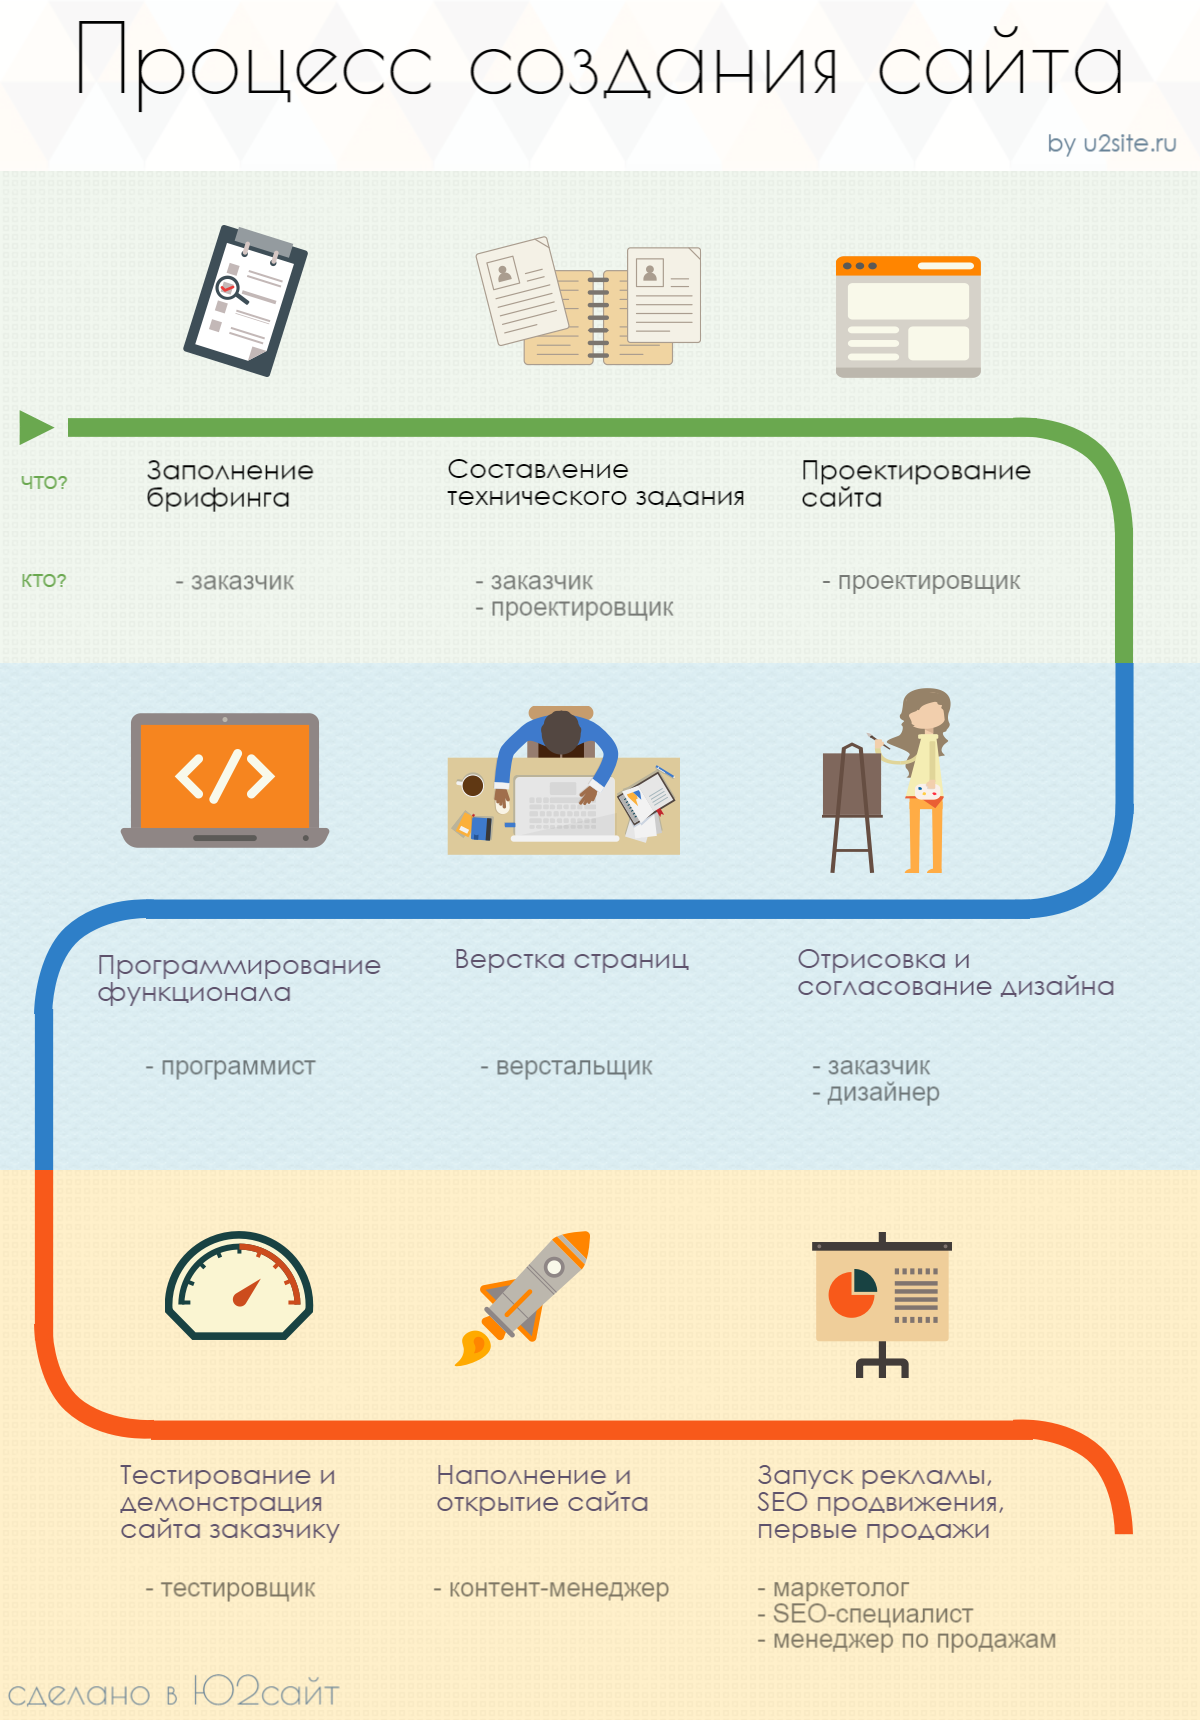 Процесс создания сайта
by u2site.ru
ЧТО?
Заполнение
брифинга
Составление
технического задания
Проектирование
сайта
КТО?
- заказчик
- заказчик
- проектировщик
- проектировщик
Программирование
функционала
Верстка страниц
Отрисовка и
согласование дизайна
- программист
- верстальщик
- заказчик
- дизайнер
Тестирование и
демонстрация
сайта заказчику
Наполнение и
открытие сайта
Запуск рекламы,
SEO продвижения,
первые продажи
- тестировщик
- контент-менеджер
- маркетолог
- SEO-специалист
- менеджер по продажам
сделано в Ю2сайт